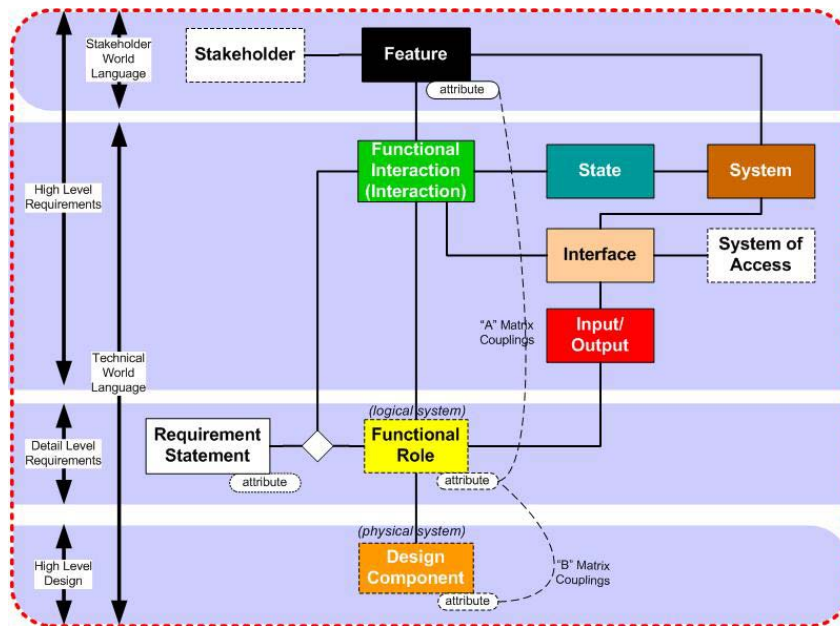 Stakeholder
World
Language
Stakeholder
Feature
attribute
High Level
Requirements
Functional
Interaction
(Interaction)
State
System
Interface
System of
Access
"A" Matrix
Couplings
Input/
Output
Technical
World
Language
Detail Level
Requirements
Requirement
Statement
attribute
(logical system)
Functional
Role
attribute
High Level
Design
(physical system)
Design
Component
attribute
"B" Matrix
Couplings